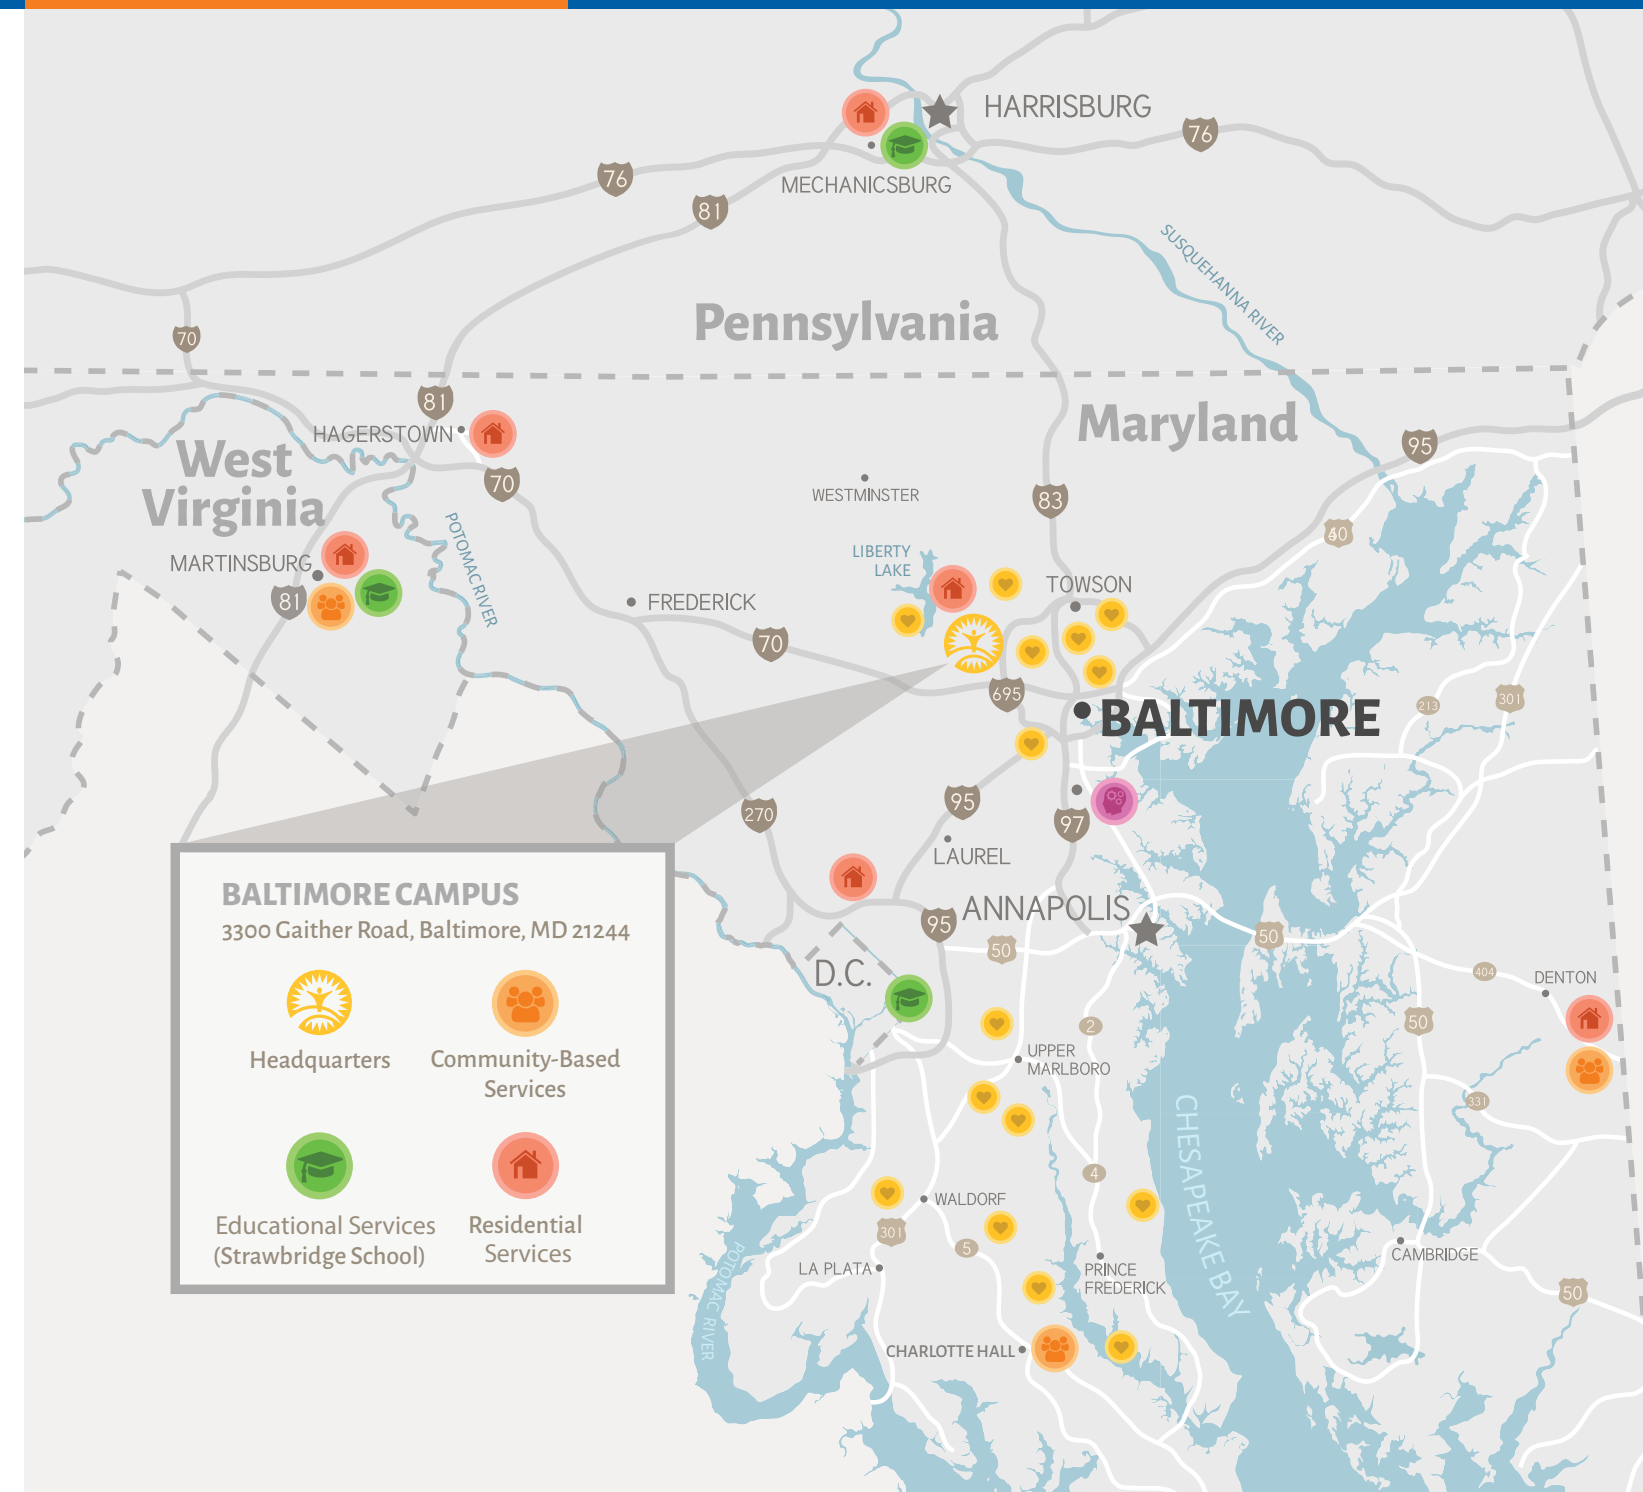 HARRISBURG
76
76
MECHANICSBURG
81
SUSQUEHANNA RIVER
Pennsylvania
70
81
Maryland
HAGERSTOWN
95
West
Virginia
70
WESTMINSTER
83
POTOMAC RIVER
40
LIBERTY
LAKE
MARTINSBURG
TOWSON
81
FREDERICK
70
695
213
301
BALTIMORE
95
270
97
LAUREL
ANNAPOLIS
95
50
50
BALTIMORE CAMPUS
3300 Gaither Road, Baltimore, MD 21244
Headquarters
Community-Based
Services
Educational Services
(Strawbridge School)
Residential
Services
D.C.
404
DENTON
50
2
UPPER
MARLBORO
331
CHESAPEAKE BAY
4
WALDORF
301
5
CAMBRIDGE
LA PLATA
PRINCE
FREDERICK
50
POTOMAC RIVER
CHARLOTTE HALL